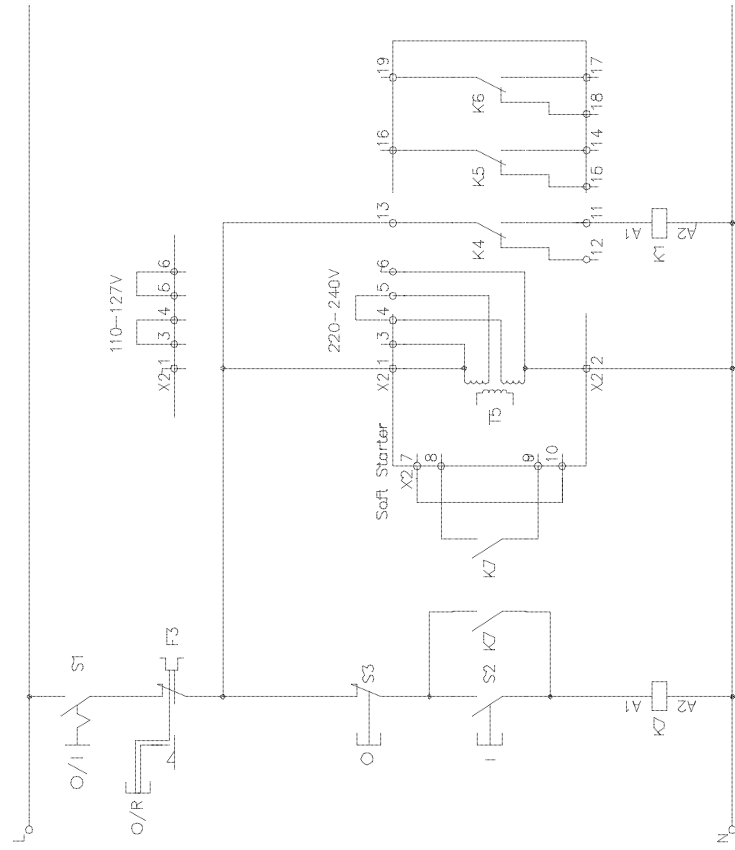 L
O/I
S1
110-127V
O/R
F3
X2 1 3 4 5 6
220-240V
O
S3
Soft Starter
X2 1 3 4 5 6 13 16 19
X2 7
8
9
10
K7
I
S2
K7
T5
K4
K5
K6
X2 2
12 11 15 14 18 17
A1
K7
A2
A1
K1
A2
N